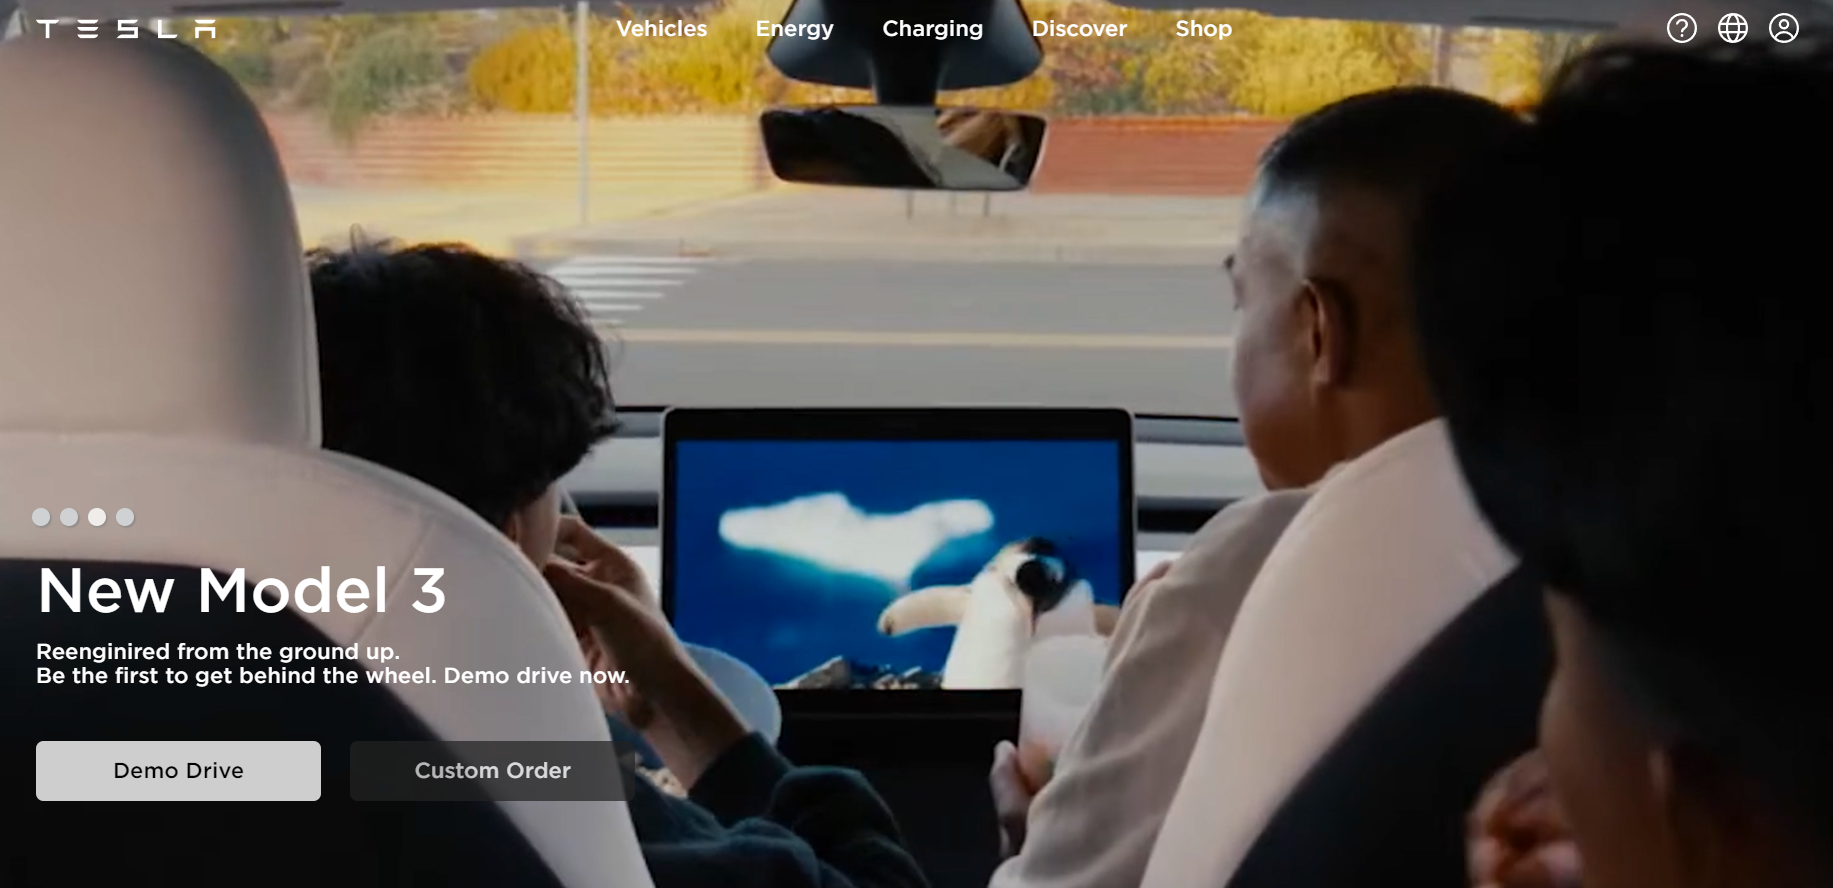 TESLA
Vehicles Energy Charging Discover Shop
?
New Model 3
Reenginired from the ground up.
Be the first to get behind the wheel. Demo drive now.
Demo Drive
Custom Order